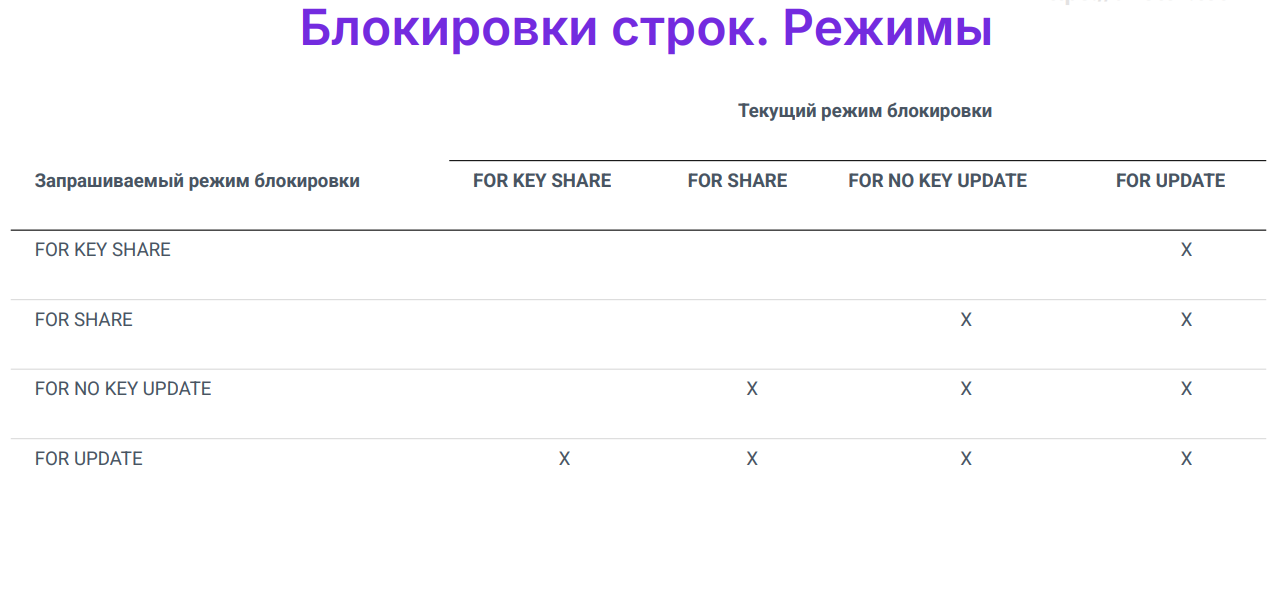 Блокировки строк. Режимы
Текущий режим блокировки
Запрашиваемый режим блокировки FOR KEY SHARE FOR SHARE FOR NO KEY UPDATE FOR UPDATE
FOR KEY SHARE X
FOR SHARE X X
FOR NO KEY UPDATE X X X
FOR UPDATE X X X X